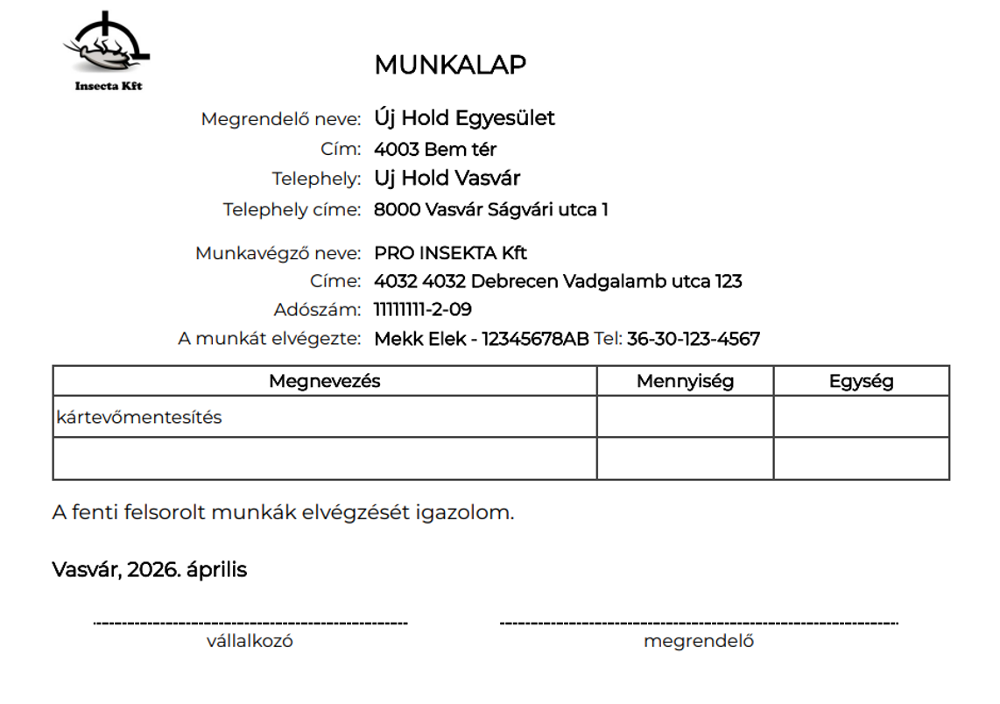 Insecta Kft
MUNKALAP
Megrendelő neve: Új Hold Egyesület
Cím: 4003 Bem tér
Telephely: Uj Hold Vasvár
Telephely címe: 8000 Vasvár Ságvári utca 1
Munkavégző neve: PRO INSEKTA Kft
Címe: 4032 4032 Debrecen Vadgalamb utca 123
Adószám: 11111111-2-09
A munkát elvégezte: Mekk Elek - 12345678AB Tel: 36-30-123-4567
Megnevezés Mennyiség Egység
kártevőmentesítés
A fenti felsorolt munkák elvégzését igazolom.
Vasvár, 2026. április
vállalkozó megrendelő